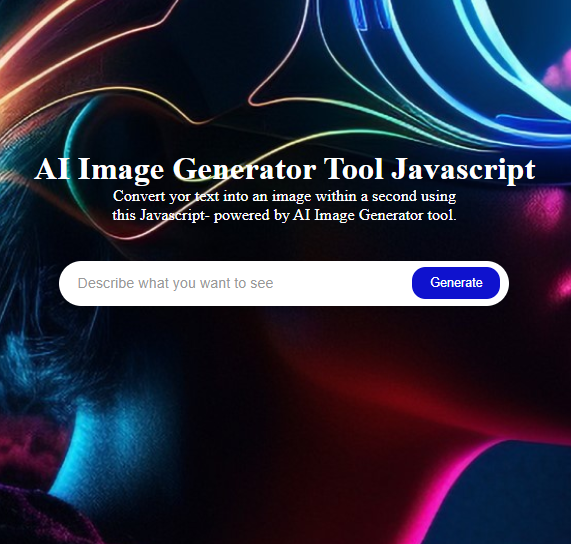 AI Image Generator Tool Javascript
Convert yor text into an image within a second using
this Javascript- powered by AI Image Generator tool.
Describe what you want to see
Generate